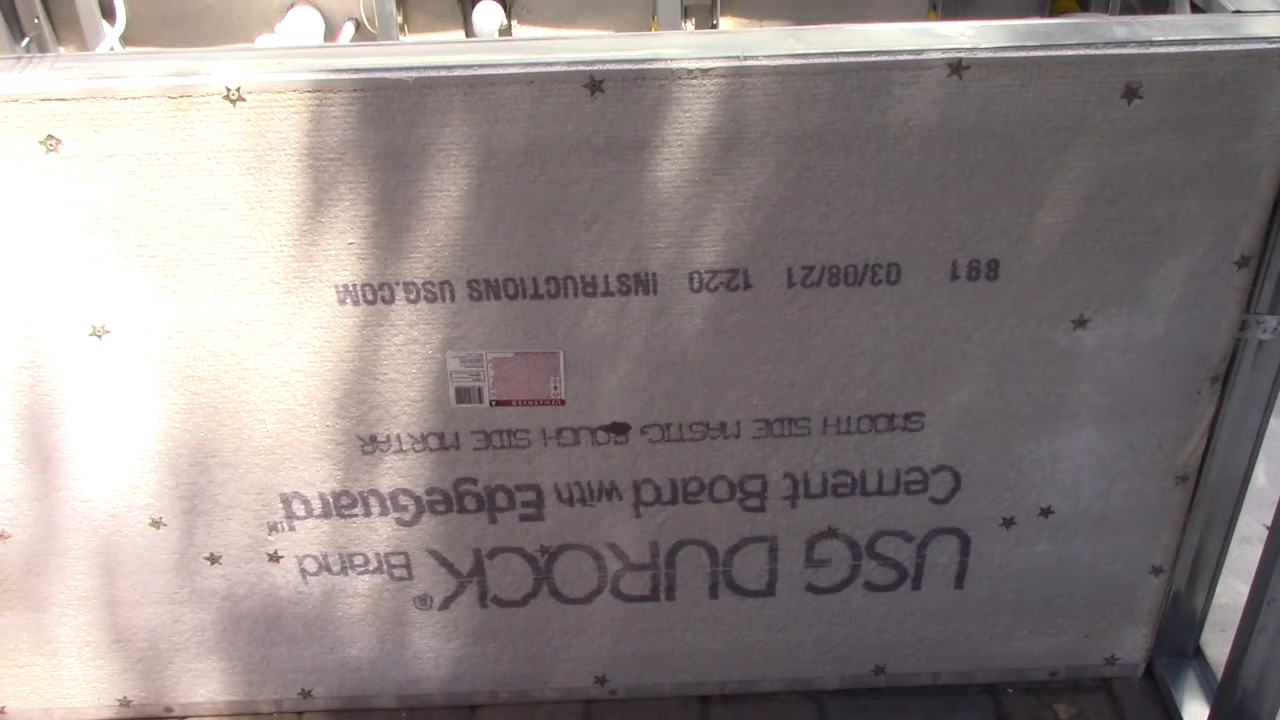 USG DUROCK® Brand
Cement Board with EdgeGuard™
SMOOTH SIDE MASTIC ROUGH SIDE MORTAR
891 03/08/21 12:20 INSTRUCTIONS USG.COM